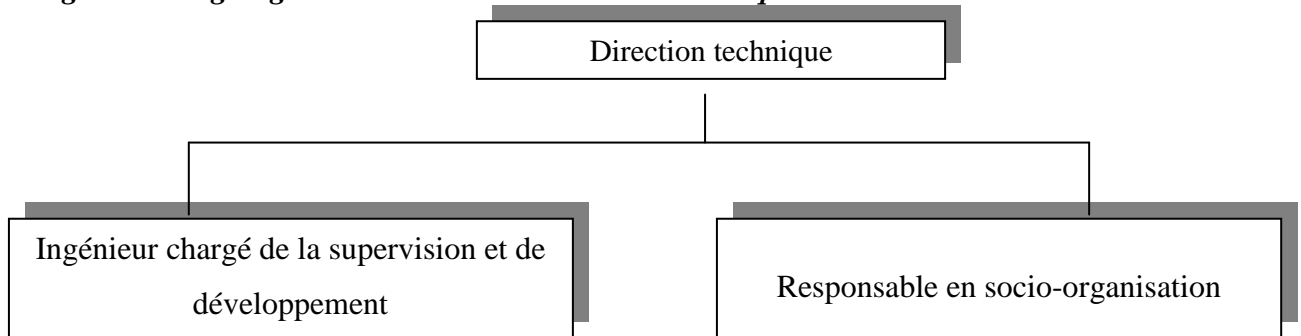 Direction technique
Ingénieur chargé de la supervision et de
développement
Responsable en socio-organisation